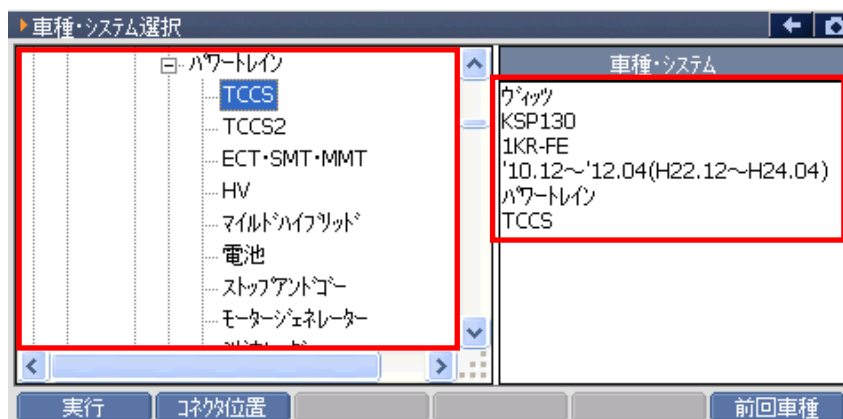 車種・システム選択
車種・システム
パワートレイン
TCCS
TCCS2
ECT・SMT・MMT
HV
マイルドハイブリッド
電池
ストップアンドゴー
モータージェネレーター
ヴィッツ
KSP130
1KR-FE
'10.12～'12.04(H22.12～H24.04)
パワートレイン
TCCS
実行
コネクタ位置
前回車種